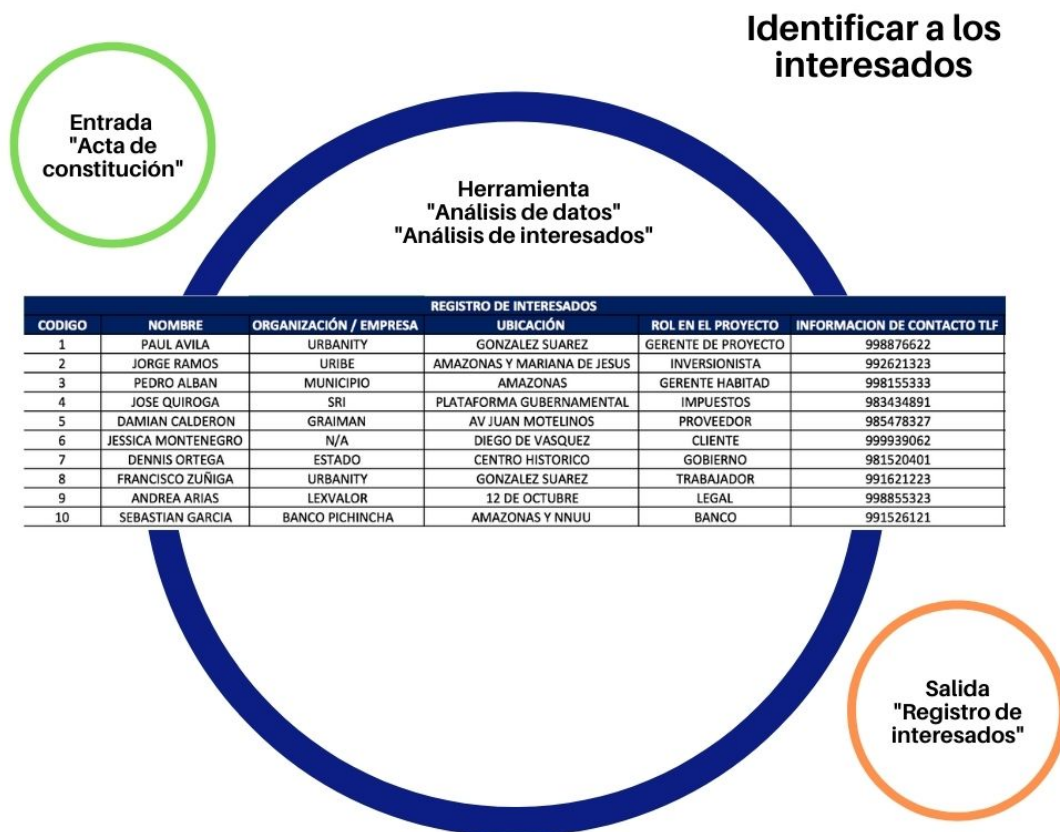 Identificar a los
interesados
Entrada
"Acta de
constitución"
Herramienta
"Análisis de datos"
"Análisis de interesados"
REGISTRO DE INTERESADOS
CODIGO NOMBRE ORGANIZACIÓN / EMPRESA UBICACIÓN ROL EN EL PROYECTO INFORMACION DE CONTACTO TLF
1 PAUL AVILA URBANITY GONZALEZ SUAREZ GERENTE DE PROYECTO 998876622
2 JORGE RAMOS URIBE AMAZONAS Y MARIANA DE JESUS INVERSIONISTA 992621323
3 PEDRO ALBAN MUNICIPIO AMAZONAS GERENTE HABITAD 998155333
4 JOSE QUIROGA SRI PLATAFORMA GUBERNAMENTAL IMPUESTOS 983434891
5 DAMIAN CALDERON GRAIMAN AV JUAN MOTELINOS PROVEEDOR 985478327
6 JESSICA MONTENEGRO N/A DIEGO DE VASQUEZ CLIENTE 999939062
7 DENNIS ORTEGA ESTADO CENTRO HISTORICO GOBIERNO 981520401
8 FRANCISCO ZUÑIGA URBANITY GONZALEZ SUAREZ TRABAJADOR 991621223
9 ANDREA ARIAS LEXVALOR 12 DE OCTUBRE LEGAL 998855323
10 SEBASTIAN GARCIA BANCO PICHINCHA AMAZONAS Y NNUU BANCO 991526121
Salida
"Registro de
interesados"